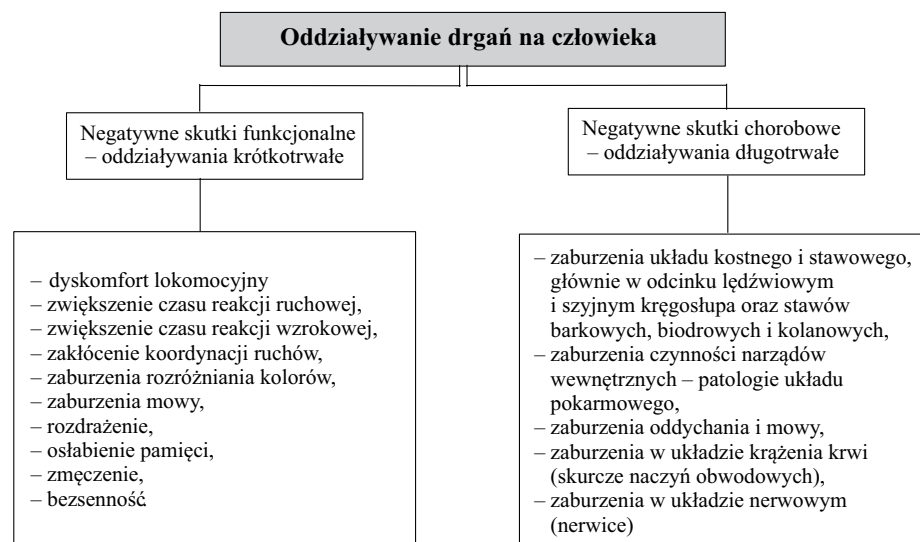 Oddziaływanie drgań na człowieka
Negatywne skutki funkcjonalne
– oddziaływania krótkotrwałe
Negatywne skutki chorobowe
– oddziaływania długotrwałe
– dyskomfort lokomocyjny
– zwiększenie czasu reakcji ruchowej,
– zwiększenie czasu reakcji wzrokowej,
– zakłócenie koordynacji ruchów,
– zaburzenia rozróżniania kolorów,
– zaburzenia mowy,
– rozdrażenie,
– osłabienie pamięci,
– zmęczenie,
– bezsenność.
– zaburzenia układu kostnego i stawowego,
głównie w odcinku lędźwiowym
i szyjnym kręgosłupa oraz stawów
barkowych, biodrowych i kolanowych,
– zaburzenia czynności narządów
wewnętrznych – patologie układu
pokarmowego,
– zaburzenia oddychania i mowy,
– zaburzenia w układzie krążenia krwi
(skurcze naczyń obwodowych),
– zaburzenia w układzie nerwowym
(nerwice)